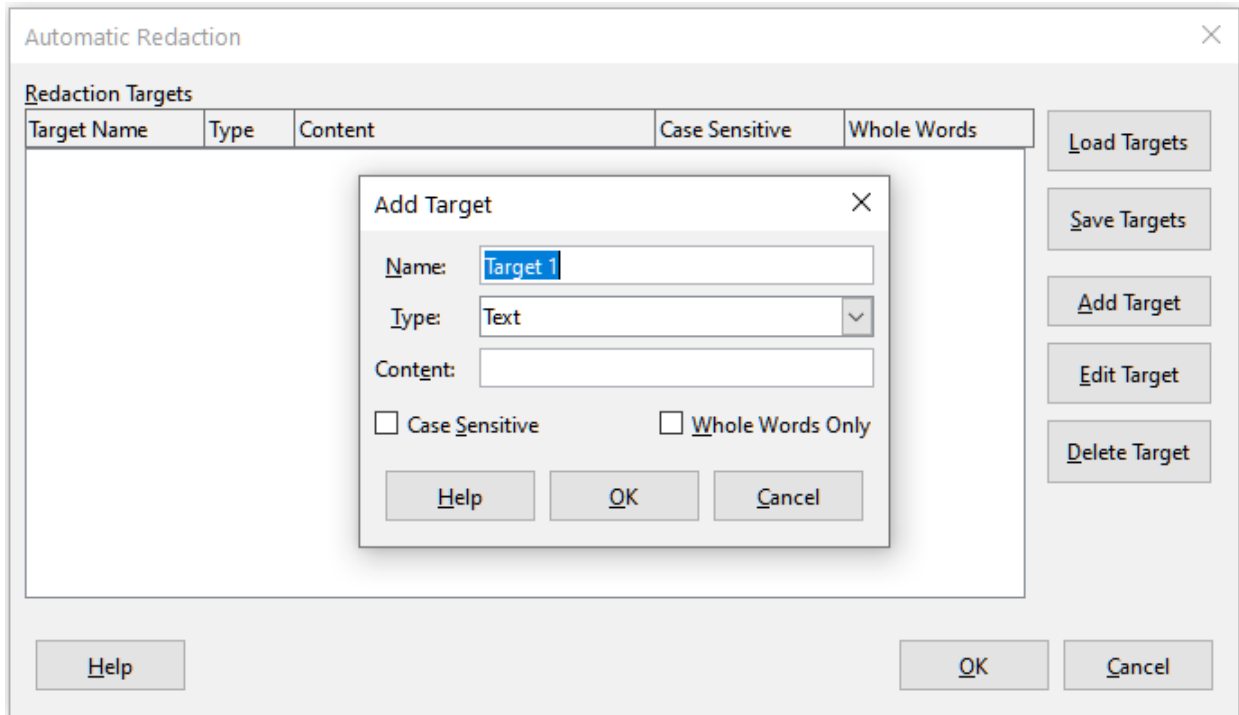 Automatic Redaction
Redaction Targets
Target Name Type Content Case Sensitive Whole Words
Load Targets
Save Targets
Add Target
Edit Target
Delete Target
Add Target
Name: Target 1
Type: Text
Content:
Case Sensitive Whole Words Only
Help OK Cancel
Help OK Cancel